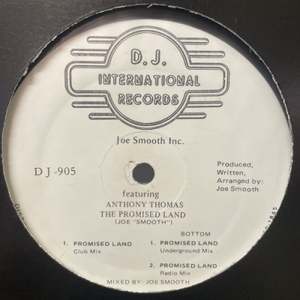 D.J.
INTERNATIONAL
RECORDS
Joe Smooth Inc.
DJ-905
Produced,
Written,
Arranged by:
Joe Smooth
featuring
ANTHONY THOMAS
THE PROMISED LAND
(JOE "SMOOTH")
1. PROMISED LAND
Club Mix
BOTTOM
1. PROMISED LAND
Underground Mix
2. PROMISED LAND
Radio Mix
MIXED BY: JOE SMOOTH